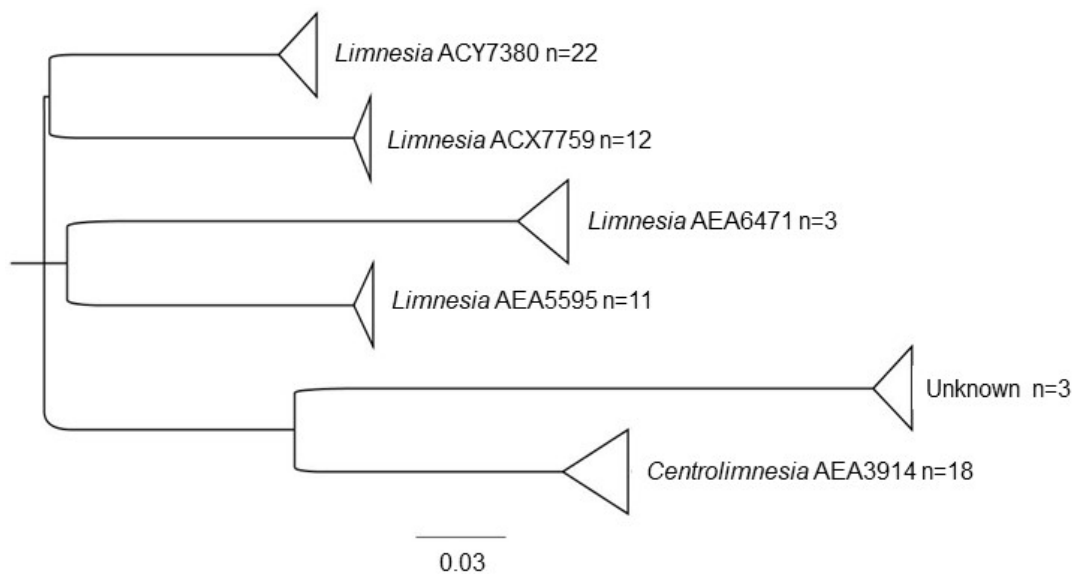 Limnesia ACY7380 n=22
Limnesia ACX7759 n=12
Limnesia AEA6471 n=3
Limnesia AEA5595 n=11
Unknown n=3
Centrolimnesia AEA3914 n=18
0.03